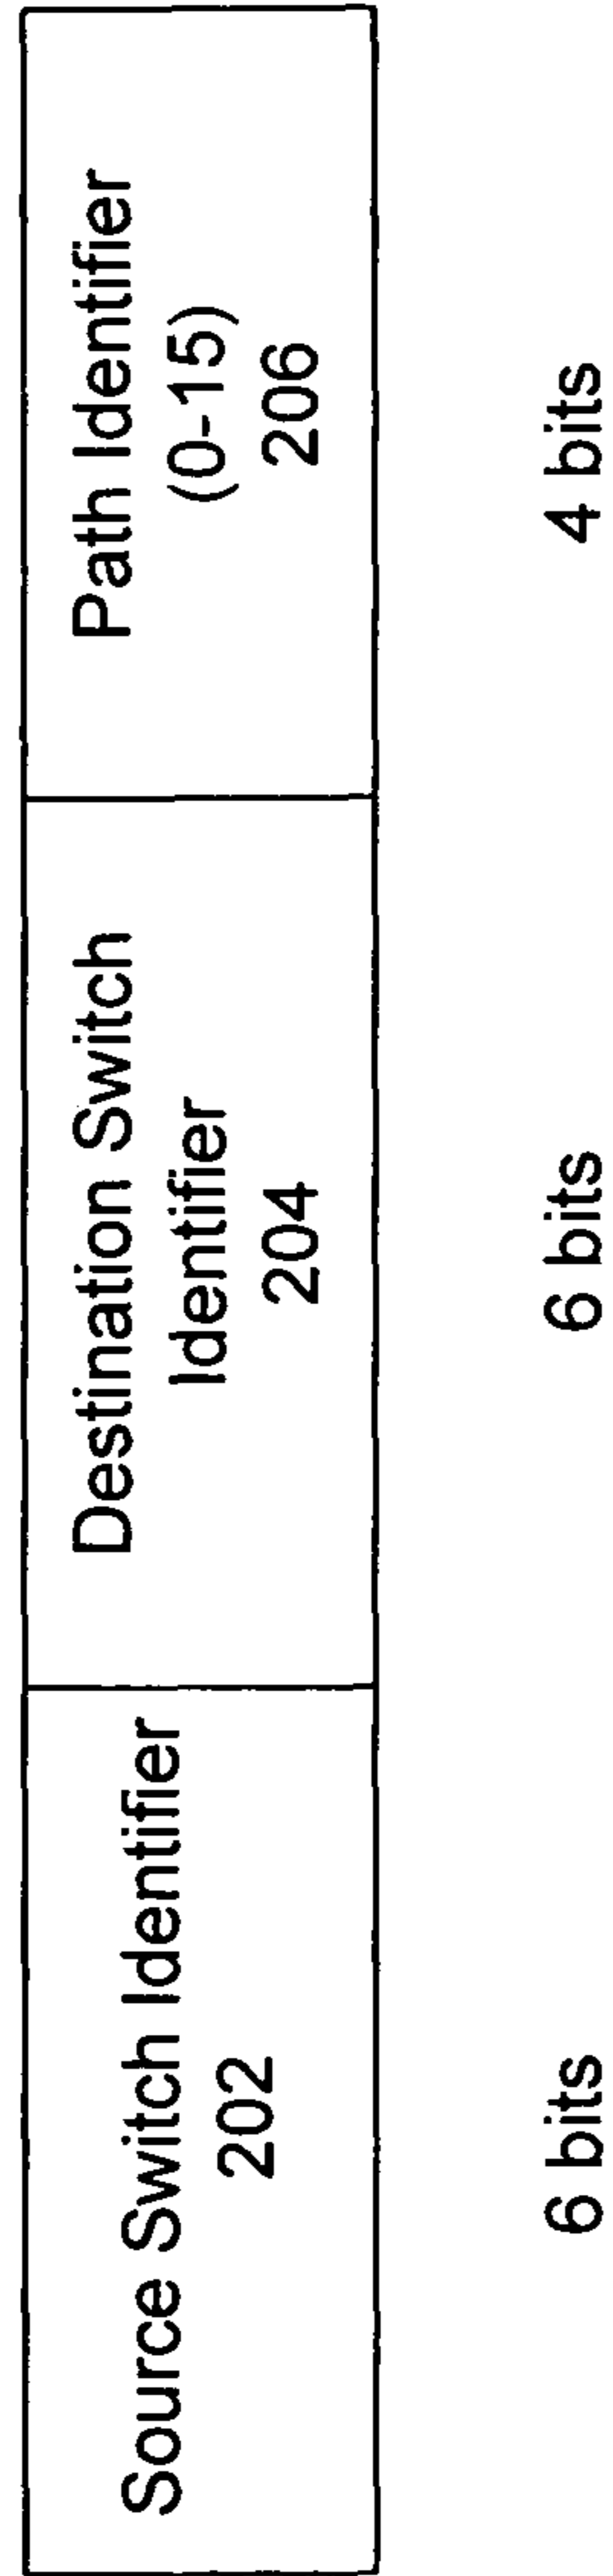 Source Switch Identifier
202
Destination Switch
Identifier
204
Path Identifier
(0-15)
206
6 bits
6 bits
4 bits